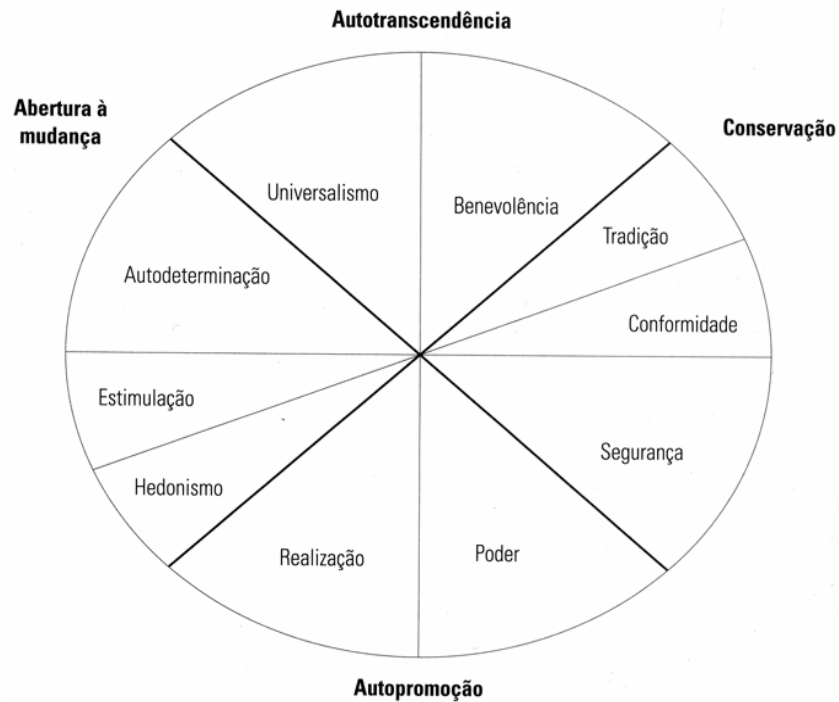 Autotranscendência
Abertura à
mudança
Conservação
Universalismo
Benevolência
Tradição
Autodeterminação
Conformidade
Estimulação
Segurança
Hedonismo
Realização
Poder
Autopromoção